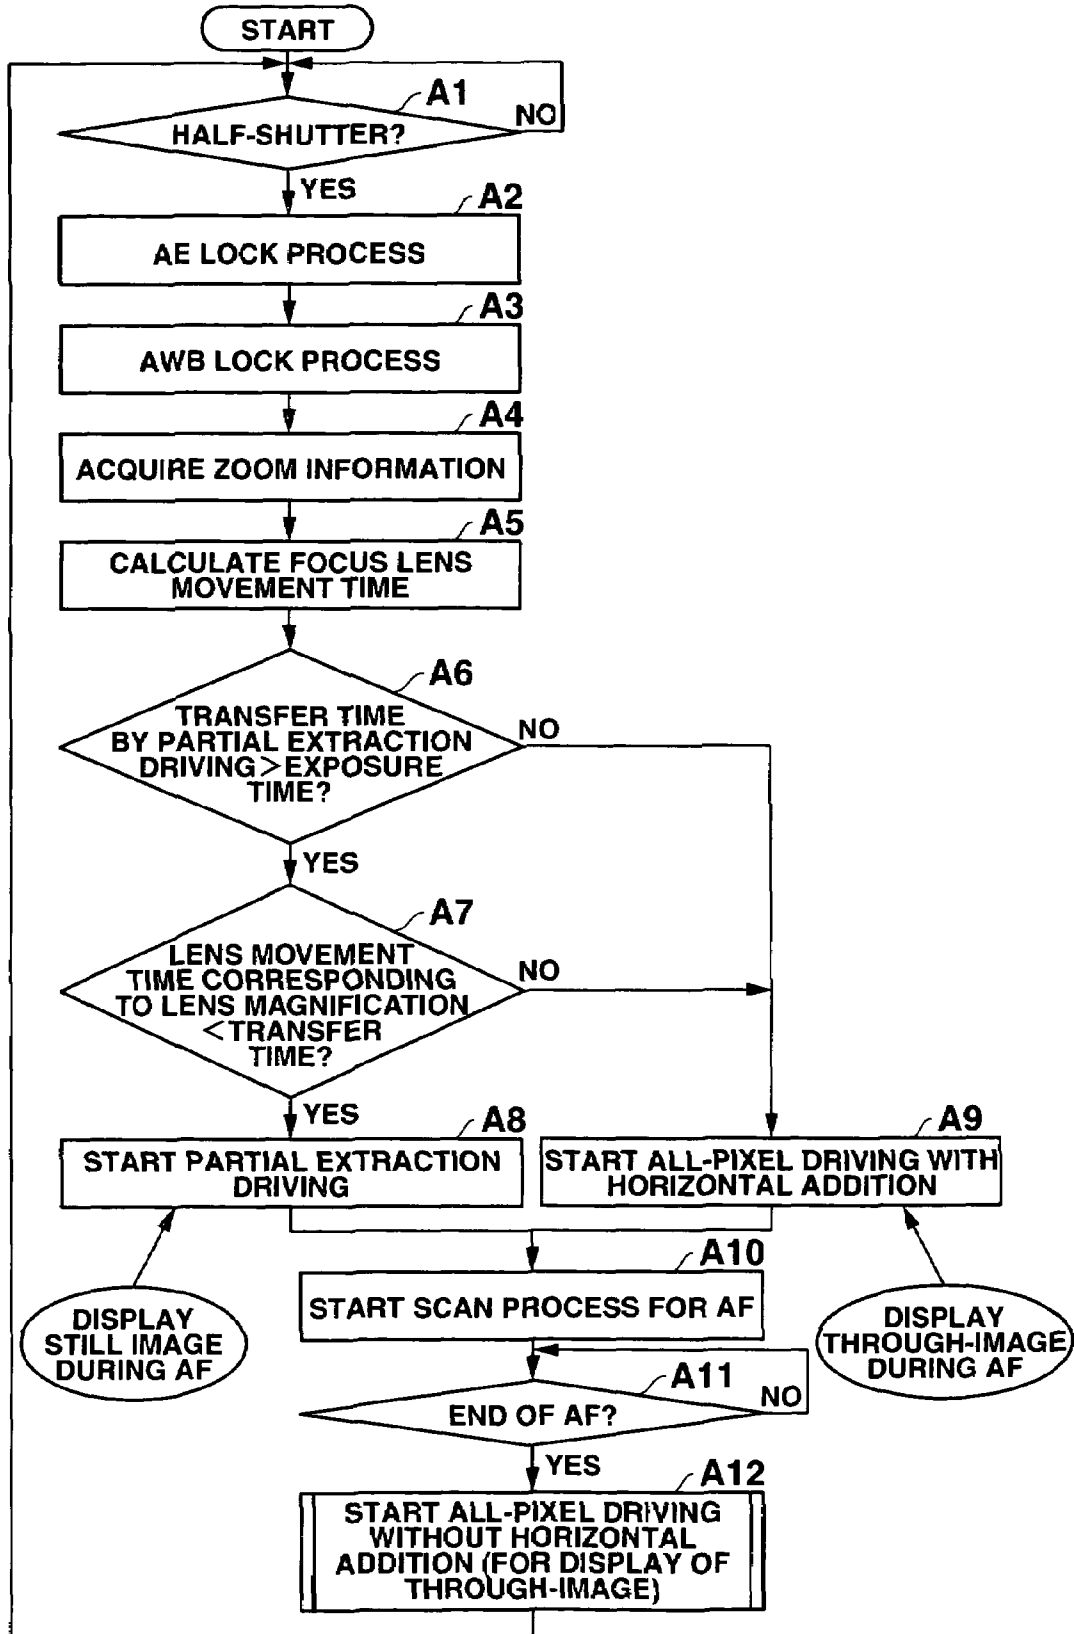 START
A1
HALF-SHUTTER?
NO
YES
A2
AE LOCK PROCESS
A3
AWB LOCK PROCESS
A4
ACQUIRE ZOOM INFORMATION
A5
CALCULATE FOCUS LENS
MOVEMENT TIME
A6
TRANSFER TIME
BY PARTIAL EXTRACTION
DRIVING>EXPOSURE
TIME?
NO
YES
A7
LENS MOVEMENT
TIME CORRESPONDING
TO LENS MAGNIFICATION
<TRANSFER
TIME?
NO
YES
A8
START PARTIAL EXTRACTION
DRIVING
A9
START ALL-PIXEL DRIVING WITH
HORIZONTAL ADDITION
DISPLAY
STILL IMAGE
DURING AF
A10
START SCAN PROCESS FOR AF
DISPLAY
THROUGH-IMAGE
DURING AF
A11
END OF AF?
NO
YES
A12
START ALL-PIXEL DRIVING
WITHOUT HORIZONTAL
ADDITION (FOR DISPLAY OF
THROUGH-IMAGE)